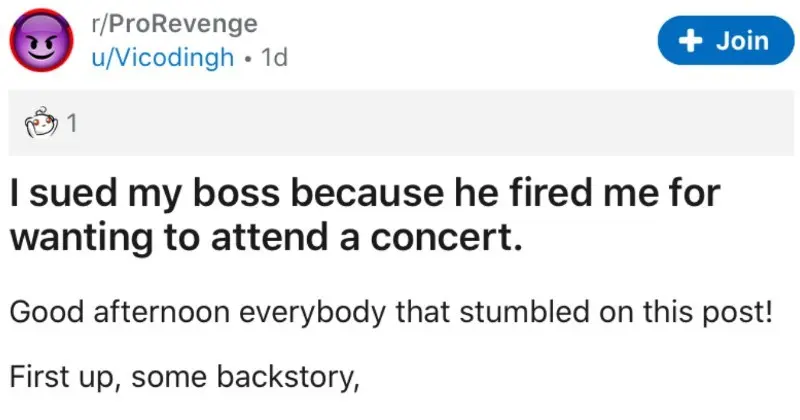 r/ProRevenge
u/Vicodingh • 1d
+ Join
1
I sued my boss because he fired me for
wanting to attend a concert.
Good afternoon everybody that stumbled on this post!
First up, some backstory,